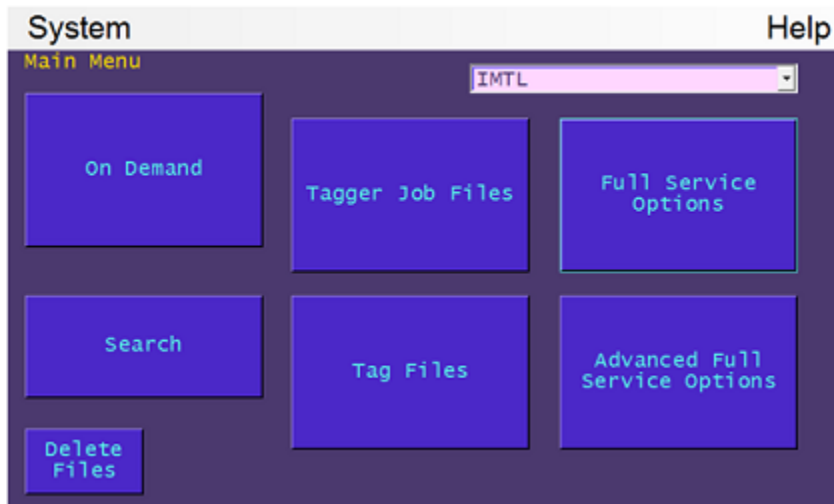 System
Help
Main Menu
IMTL
On Demand
Tagger Job Files
Full Service
Options
Search
Tag Files
Advanced Full
Service Options
Delete
Files